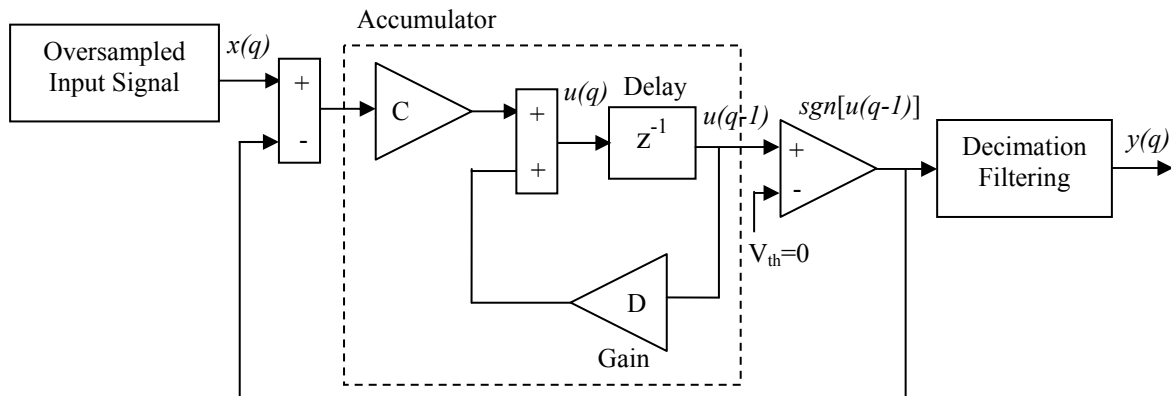 Accumulator
Oversampled
Input Signal
x(q)
+
-
C
+
+
u(q)
Delay
z⁻¹
u(q-1)
sgn[u(q-1)]
+
-
V_th=0
Decimation
Filtering
y(q)
D
Gain